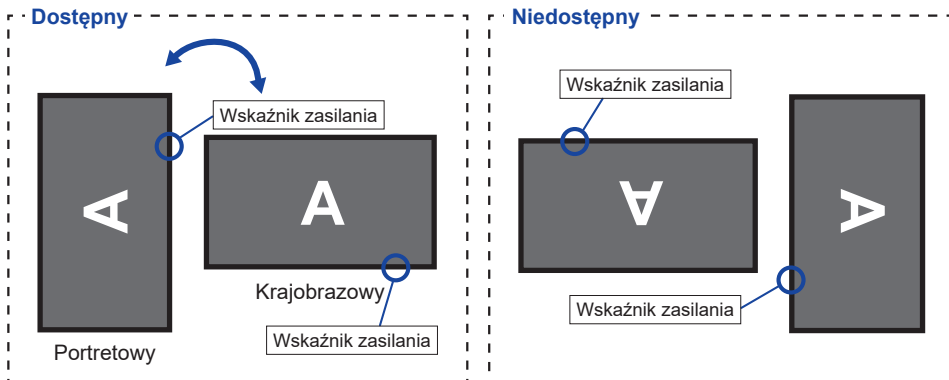 Dostępny
Wskaźnik zasilania
A
A
Krajobrazowy
Wskaźnik zasilania
Portretowy
Niedostępny
Wskaźnik zasilania
A
A
Wskaźnik zasilania